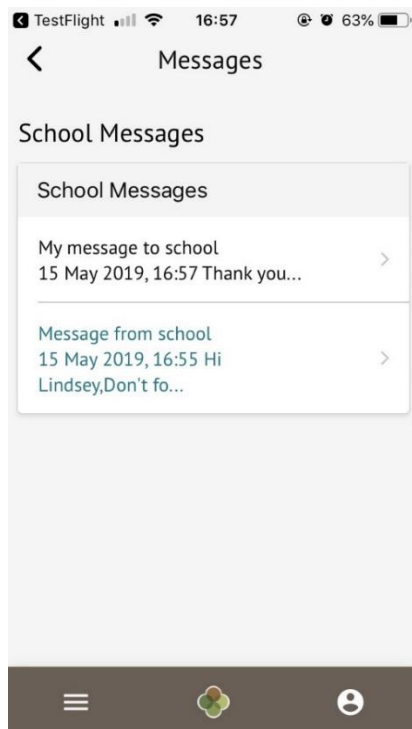 TestFlight 16:57 63%
Messages
School Messages
School Messages
My message to school
15 May 2019, 16:57 Thank you...
Message from school
15 May 2019, 16:55 Hi
Lindsey,Don't fo...